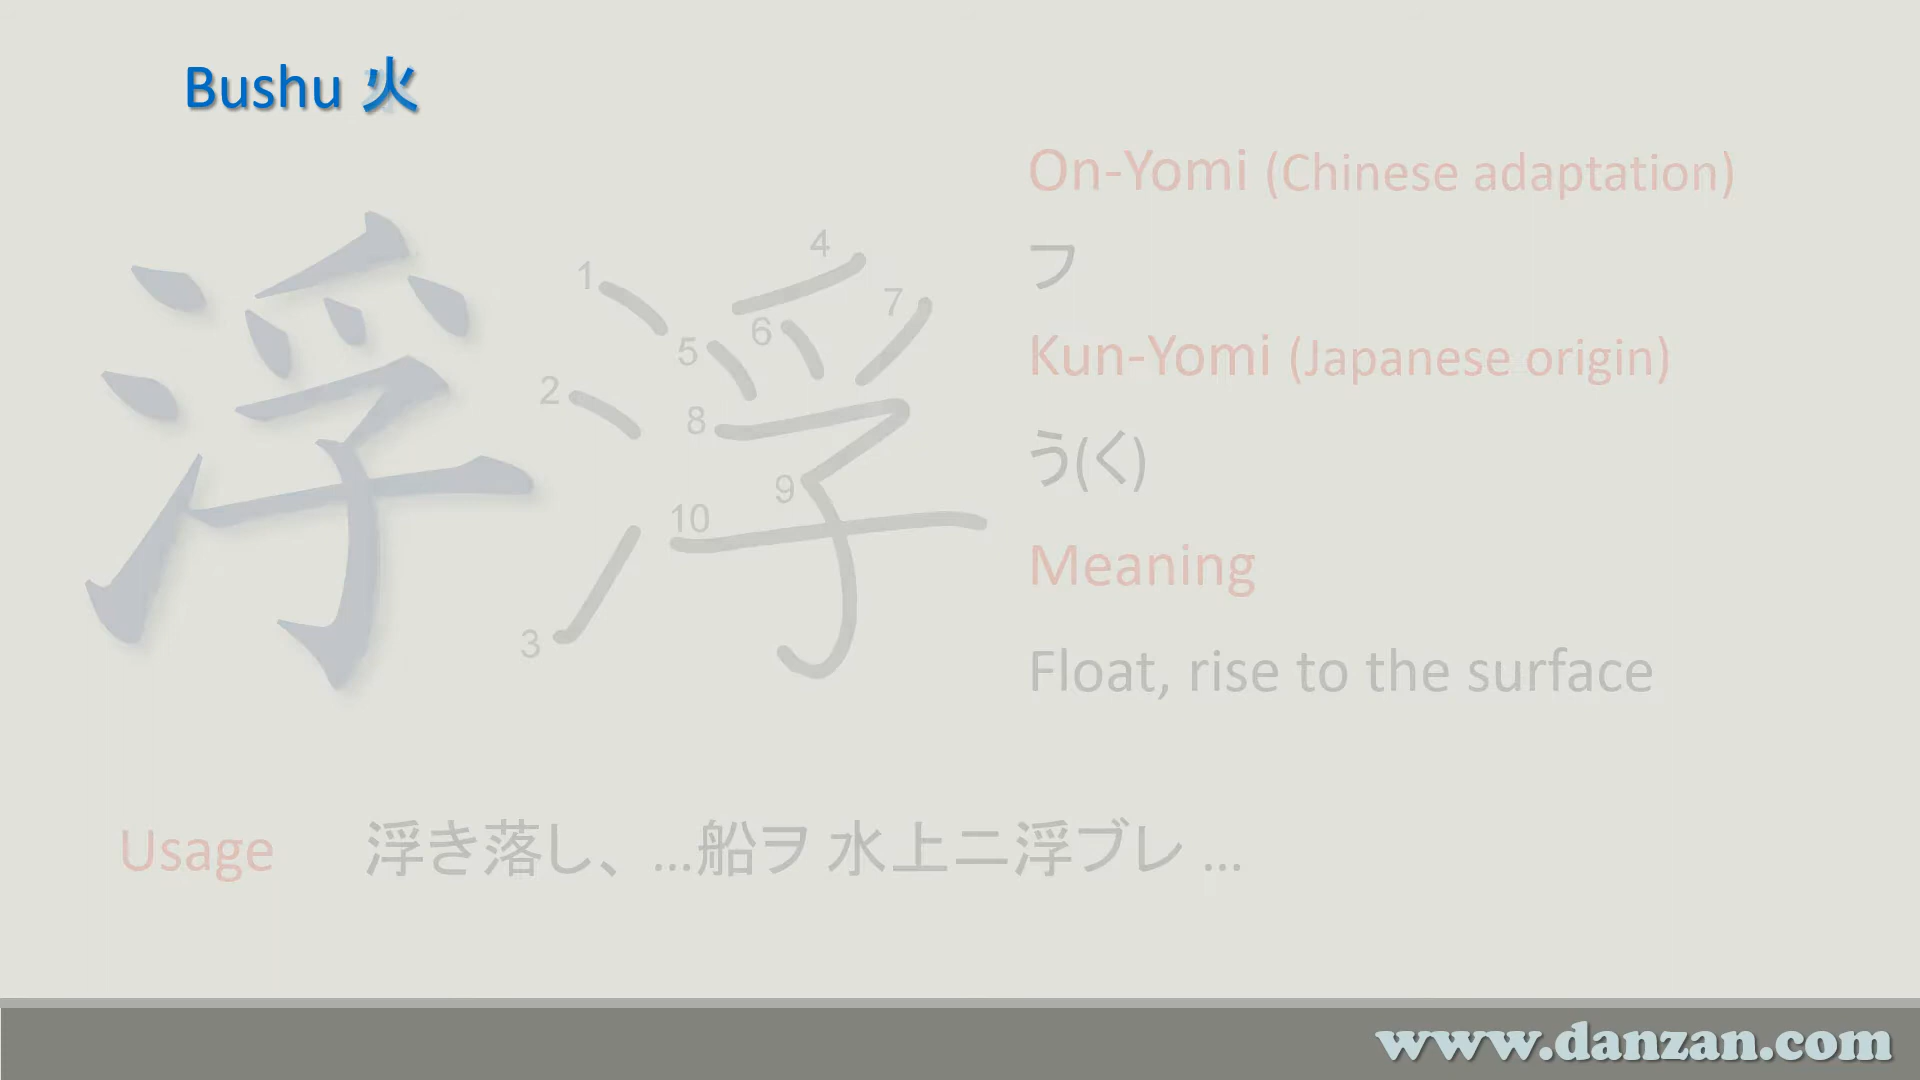 Bushu 火
On-Yomi (Chinese adaptation)
フ
Kun-Yomi (Japanese origin)
う(く)
Meaning
Float, rise to the surface
浮
1
2
3
4
5
6
7
8
9
10
Usage 浮き落し、...船ヲ 水上ニ浮ブレ ...
www.danzan.com